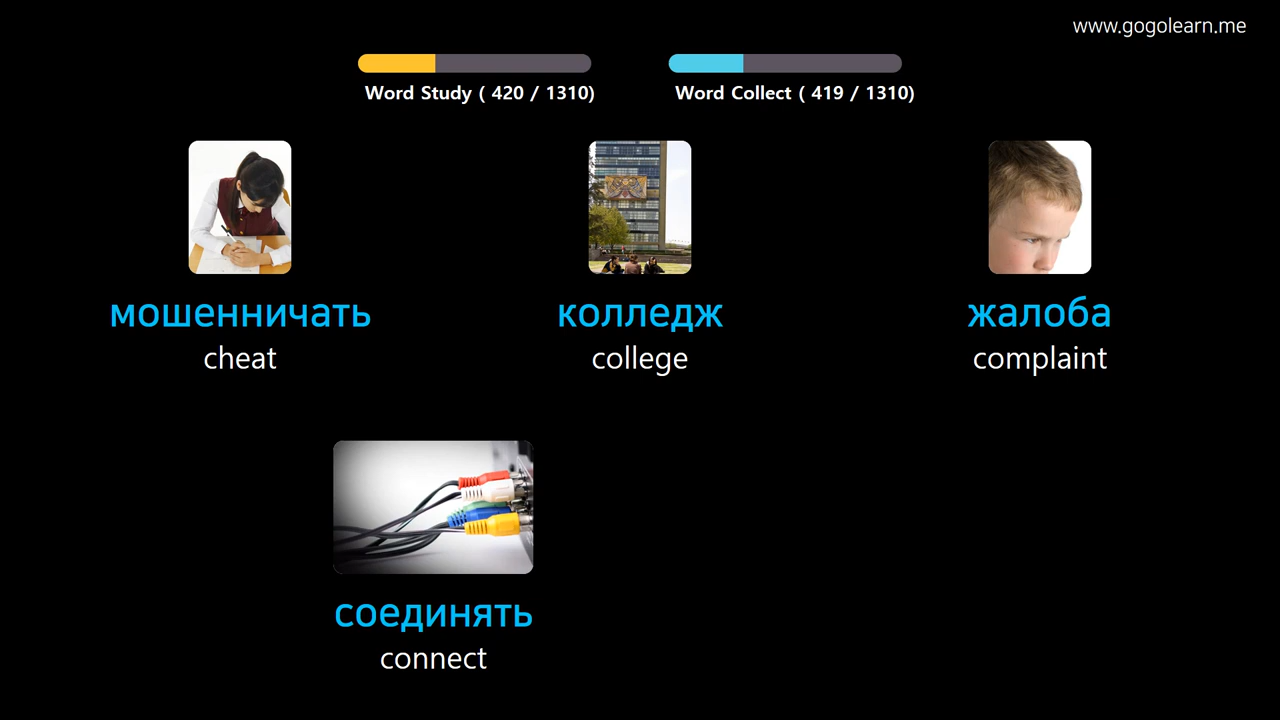 www.gogolearn.me
Word Study ( 420 / 1310)
Word Collect ( 419 / 1310)
мошенничать
cheat
колледж
college
жалоба
complaint
соединять
connect